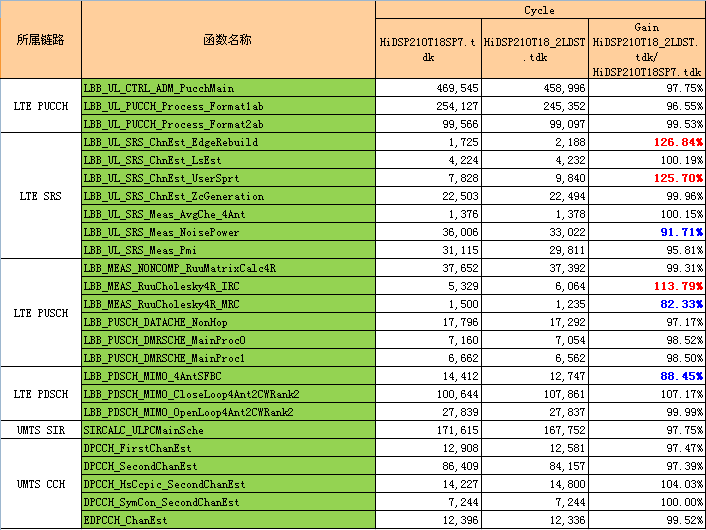 所属链路 函数名称 Cycle
HiDSP210T18SP7.t
dk
HiDSP210T18_2LDST
.tdk
Gain
HiDSP210T18_2LDST.
tdk/
HiDSP210T18SP7.tdk
LTE PUCCH
LBB_UL_CTRL_ADM_PucchMain 469,545 458,996 97.75%
LBB_UL_PUCCH_Process_Format1ab 254,127 245,352 96.55%
LBB_UL_PUCCH_Process_Format2ab 99,566 99,097 99.53%
LTE SRS
LBB_UL_SRS_ChnEst_EdgeRebuild 1,725 2,188 126.84%
LBB_UL_SRS_ChnEst_LsEst 4,224 4,232 100.19%
LBB_UL_SRS_ChnEst_UserSprt 7,828 9,840 125.70%
LBB_UL_SRS_ChnEst_ZcGeneration 22,503 22,494 99.96%
LBB_UL_SRS_Meas_AvgChe_4Ant 1,376 1,378 100.15%
LBB_UL_SRS_Meas_NoisePower 36,006 33,022 91.71%
LBB_UL_SRS_Meas_Pmi 31,115 29,811 95.81%
LTE PUSCH
LBB_MEAS_NONCOMP_RuuMatrixCalc4R 37,652 37,392 99.31%
LBB_MEAS_RuuCholesky4R_IRC 5,329 6,064 113.79%
LBB_MEAS_RuuCholesky4R_MRC 1,500 1,235 82.33%
LBB_PUSCH_DATACHE_NonHop 17,796 17,292 97.17%
LBB_PUSCH_DMRSCHE_MainProc0 7,160 7,054 98.52%
LBB_PUSCH_DMRSCHE_MainProc1 6,662 6,562 98.50%
LTE PDSCH
LBB_PDSCH_MIMO_4AntSFBC 14,412 12,747 88.45%
LBB_PDSCH_MIMO_CloseLoop4Ant2CWRank2 100,644 107,861 107.17%
LBB_PDSCH_MIMO_OpenLoop4Ant2CWRank2 27,839 27,837 99.99%
UMTS SIR SIRCALC_ULPCMainSche 171,615 167,752 97.75%
UMTS CCH
DPCCH_FirstChanEst 12,908 12,581 97.47%
DPCCH_SecondChanEst 86,409 84,157 97.39%
DPCCH_HsCcpic_SecondChanEst 14,227 14,800 104.03%
DPCCH_SymCon_SecondChanEst 7,244 7,244 100.00%
EDPCCH_ChanEst 12,396 12,336 99.52%